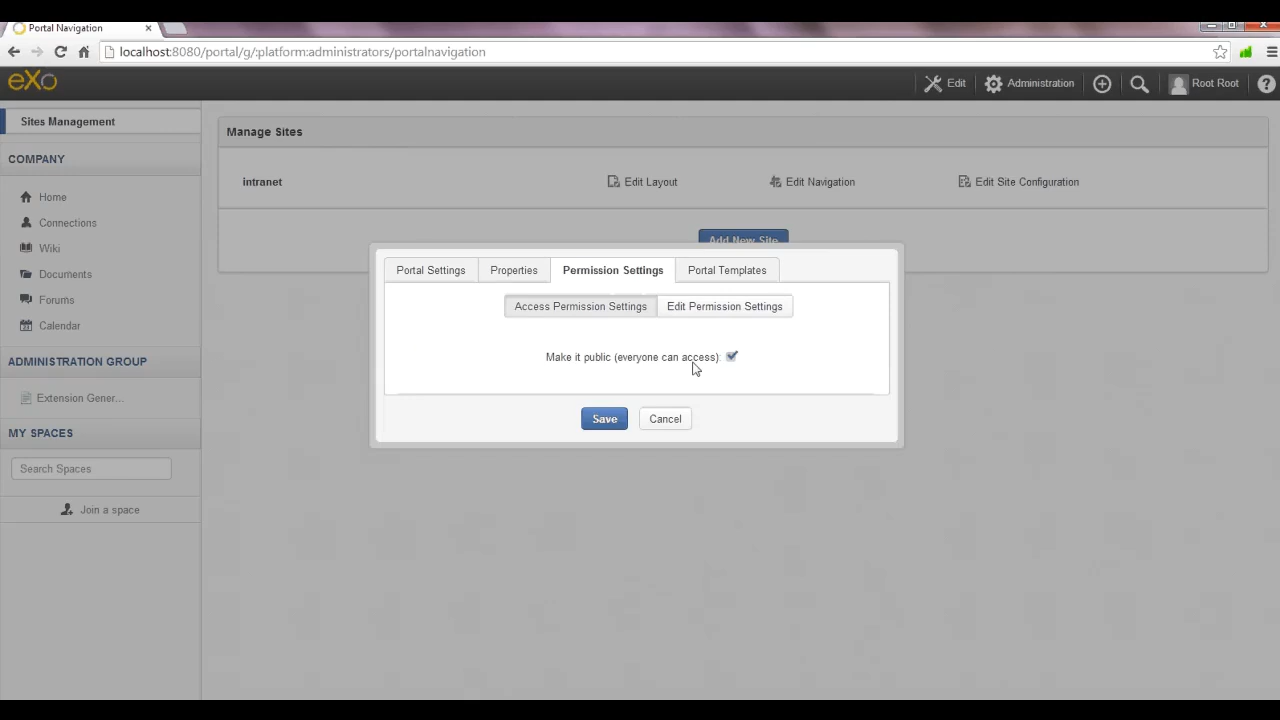 Portal Navigation
localhost:8080/portal/g/:platform:administrators/portalnavigation
eXo
Edit
Administration
Root Root
Sites Management
COMPANY
Home
Connections
Wiki
Documents
Forums
Calendar
ADMINISTRATION GROUP
Extension Gener...
MY SPACES
Search Spaces
Join a space
Manage Sites
intranet
Edit Layout
Edit Navigation
Edit Site Configuration
Add New Site
Portal Settings
Properties
Permission Settings
Portal Templates
Access Permission Settings
Edit Permission Settings
Make it public (everyone can access):
Save
Cancel